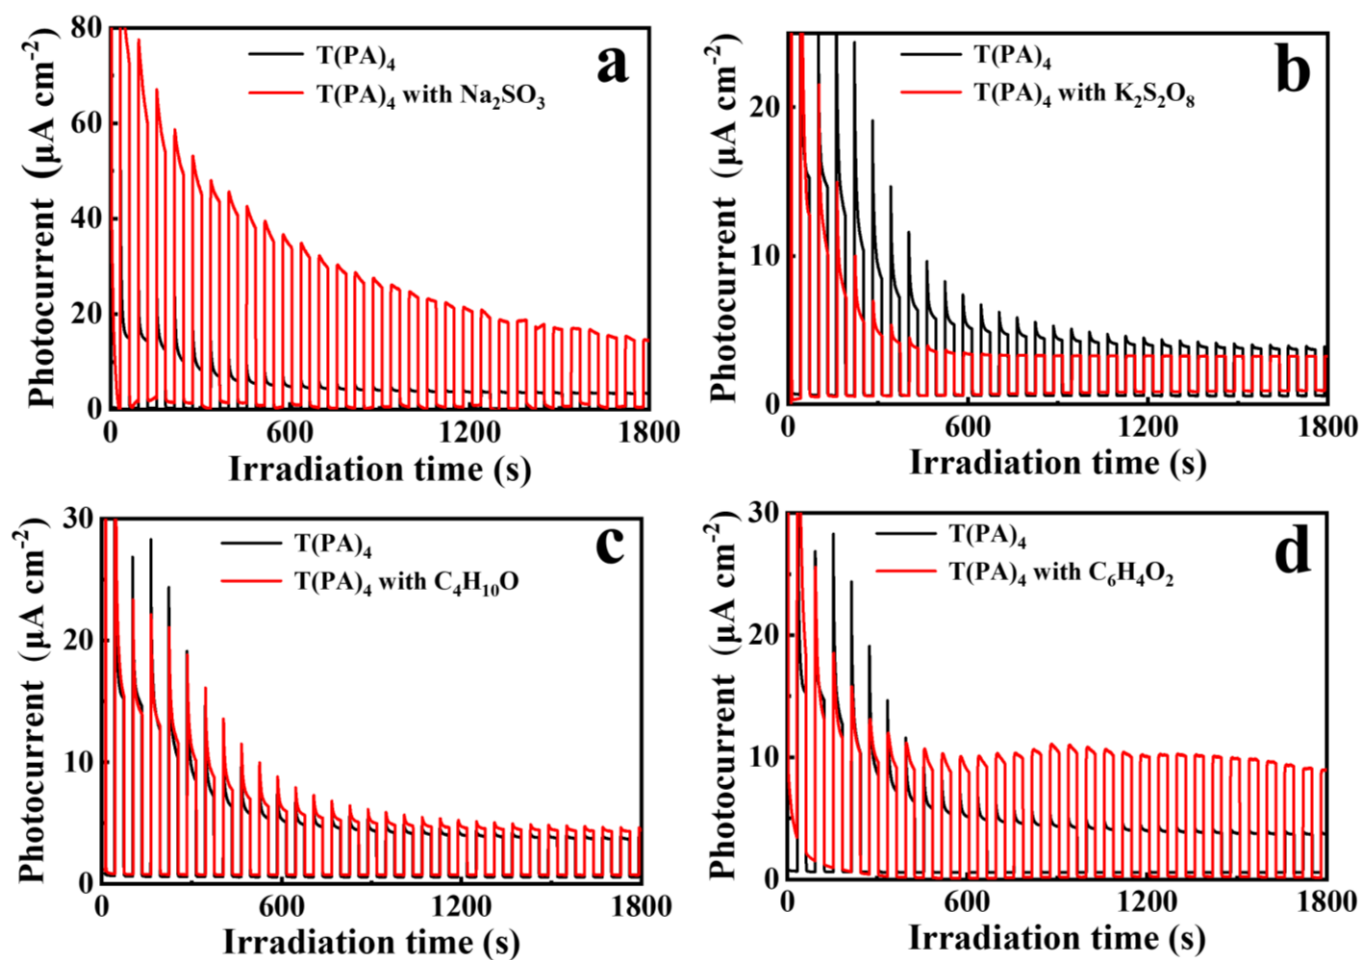 a
T(PA)₄
T(PA)₄ with Na₂SO₃
Photocurrent (μA cm⁻²)
80
60
40
20
0
0 600 1200 1800
Irradiation time (s)
b
T(PA)₄
T(PA)₄ with K₂S₂O₈
Photocurrent (μA cm⁻²)
20
10
0
0 600 1200 1800
Irradiation time (s)
c
T(PA)₄
T(PA)₄ with C₄H₁₀O
Photocurrent (μA cm⁻²)
30
20
10
0
0 600 1200 1800
Irradiation time (s)
d
T(PA)₄
T(PA)₄ with C₆H₄O₂
Photocurrent (μA cm⁻²)
30
20
10
0
0 600 1200 1800
Irradiation time (s)